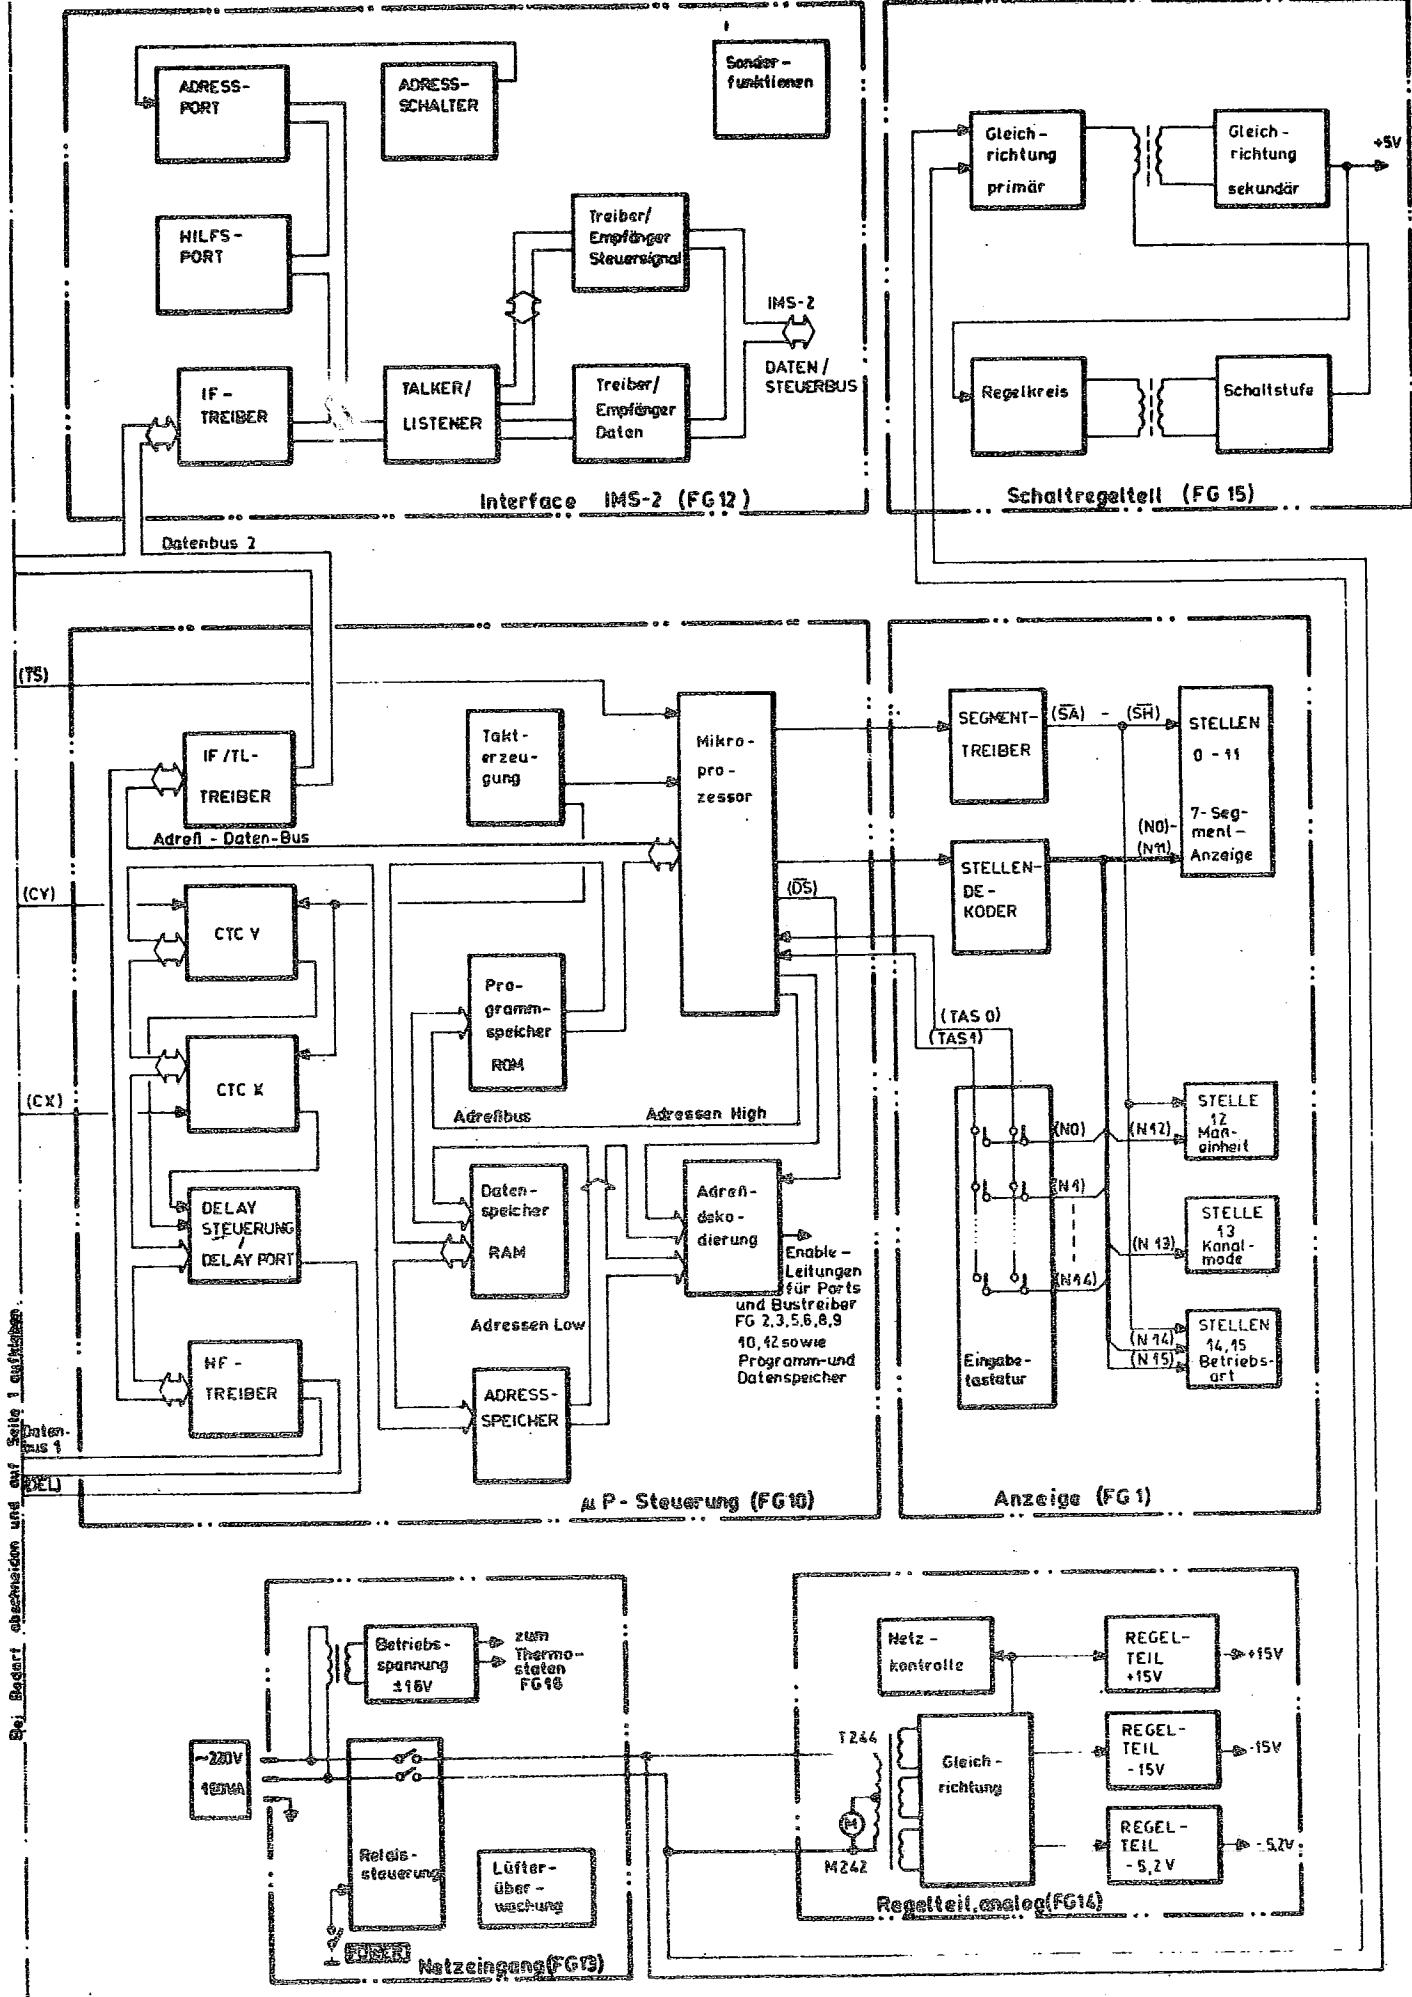 ADRESS-
PORT
ADRESS-
SCHALTER
Sonder-
funktionen
HILFS-
PORT
Treiber/
Empfänger
Steuersignal
IMS-2
DATEN/
STEUERBUS
IF-
TREIBER
TALKER/
LISTENER
Treiber/
Empfänger
Daten
Interface IMS-2 (FG12)
Gleich-
richtung
primär
Gleich-
richtung
sekundär
+5V
Regelkreis
Schaltstufe
Schaltregelteil (FG 15)
Datenbus 2
(TS)
IF/TL-
TREIBER
Takt-
erzeu-
gung
Mikro-
pro-
zessor
Adreß-Daten-Bus
(CY)
CTC Y
(DS)
Pro-
gramm-
speicher
ROM
CTC X
(CX)
Adreßbus
Adressen High
DELAY
STEUERUNG
/
DELAY PORT
Daten-
speicher
RAM
Adreß-
deko-
dierung
Enable-
Leitungen
für Ports
und Bustreiber
FG 2,3,5,6,8,9
10,12 sowie
Programm-und
Datenspeicher
Adressen Low
HF-
TREIBER
ADRESS-
SPEICHER
Daten-
bus 1
(DEL)
µP-Steuerung (FG10)
SEGMENT-
TREIBER
(SA) - (SH)
STELLEN
0-11
7-Seg-
ment-
Anzeige
(N0)-
(N11)
STELLEN-
DE-
KODER
(TAS 0)
(TAS 1)
(N0)
(N12)
STELLE
12
Maß-
einheit
(N1)
STELLE
13
Kanal-
mode
(N 13)
(N14)
STELLEN
14,15
Betriebs-
art
(N 14)
(N 15)
Eingabe-
tastatur
Anzeige (FG 1)
Bei Bedarf abschneiden und auf Seite 1 aufkleben.
Betriebs-
spannung
±16V
zum
Thermo-
staten
FG16
~220V
180VA
Relais-
steuerung
Lüfter-
über-
wachung
POWER
Netzeingang(FG13)
Netz-
kontrolle
REGEL-
TEIL
+15V
+15V
T244
Gleich-
richtung
REGEL-
TEIL
-15V
-15V
M
M242
REGEL-
TEIL
-5,2V
-5,2V
Regelteil,analog(FG14)